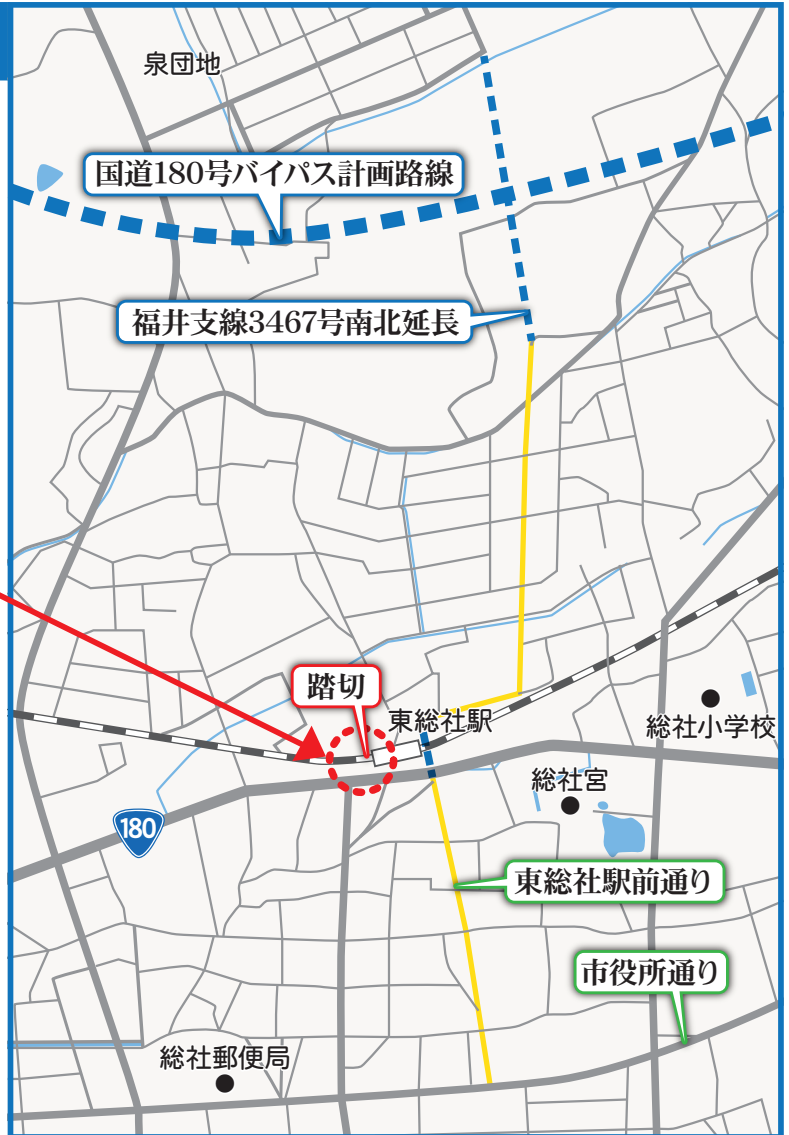 泉団地
国道180号バイパス計画路線
福井支線3467号南北延長
踏切
東総社駅
総社小学校
総社宮
180
東総社駅前通り
市役所通り
総社郵便局